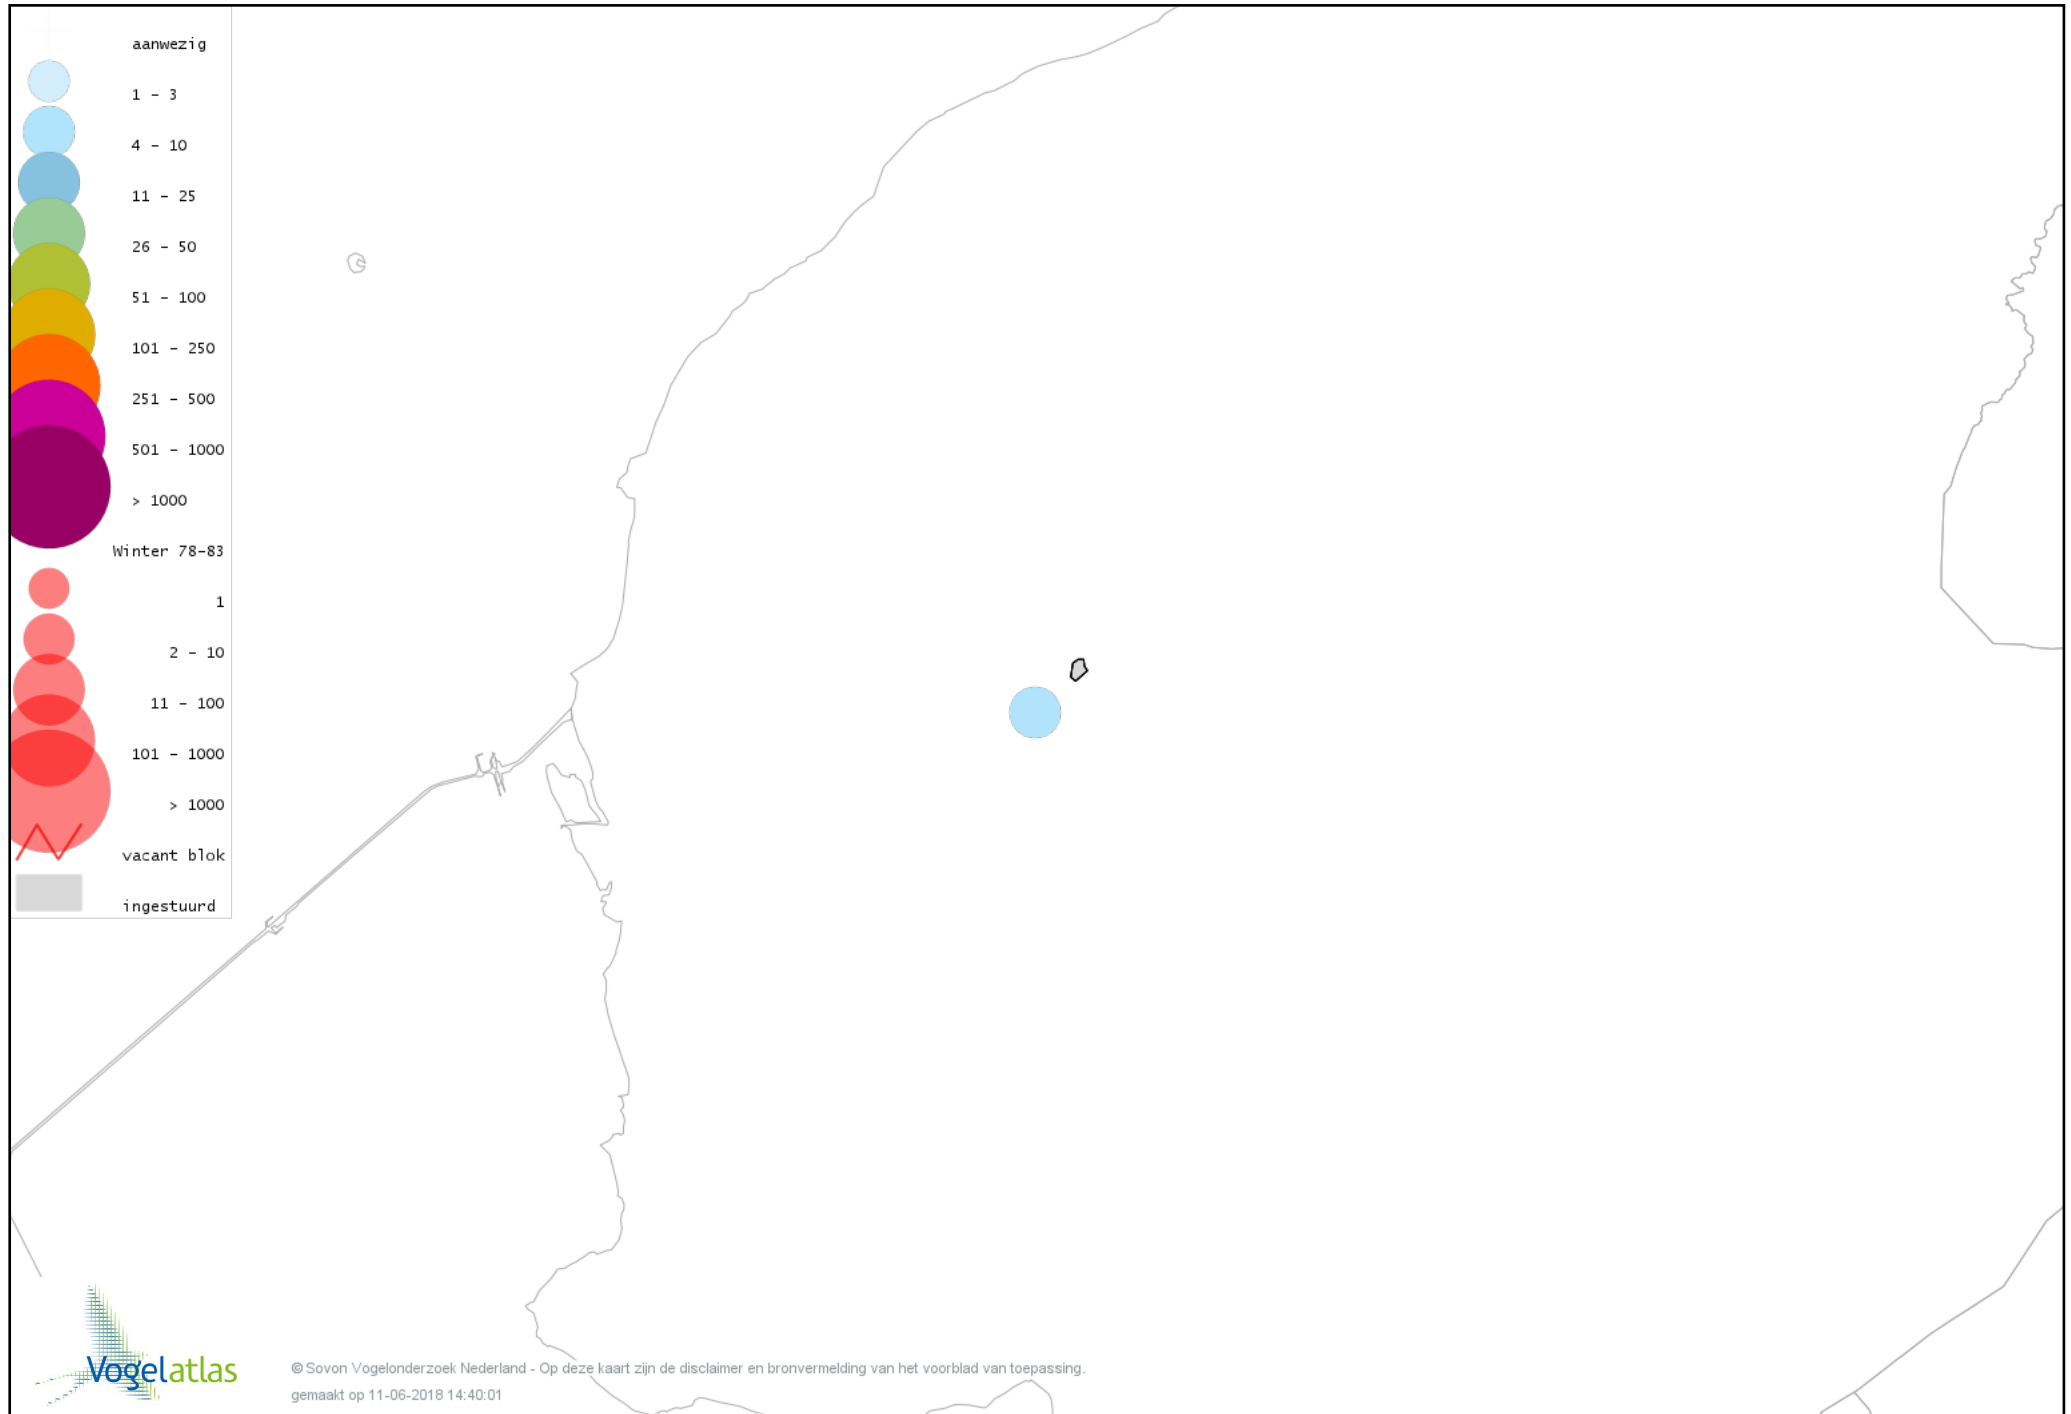 aanwezig
1 - 3
4 - 10
11 - 25
26 - 50
51 - 100
101 - 250
251 - 500
501 - 1000
> 1000
Winter 78-83
1
2 - 10
11 - 100
101 - 1000
> 1000
vacant blok
ingestuurd
Vogelatlas
© Sovon Vogelonderzoek Nederland - Op deze kaart zijn de disclaimer en bronvermelding van het voorblad van toepassing.
gemaakt op 11-06-2018 14:40:01